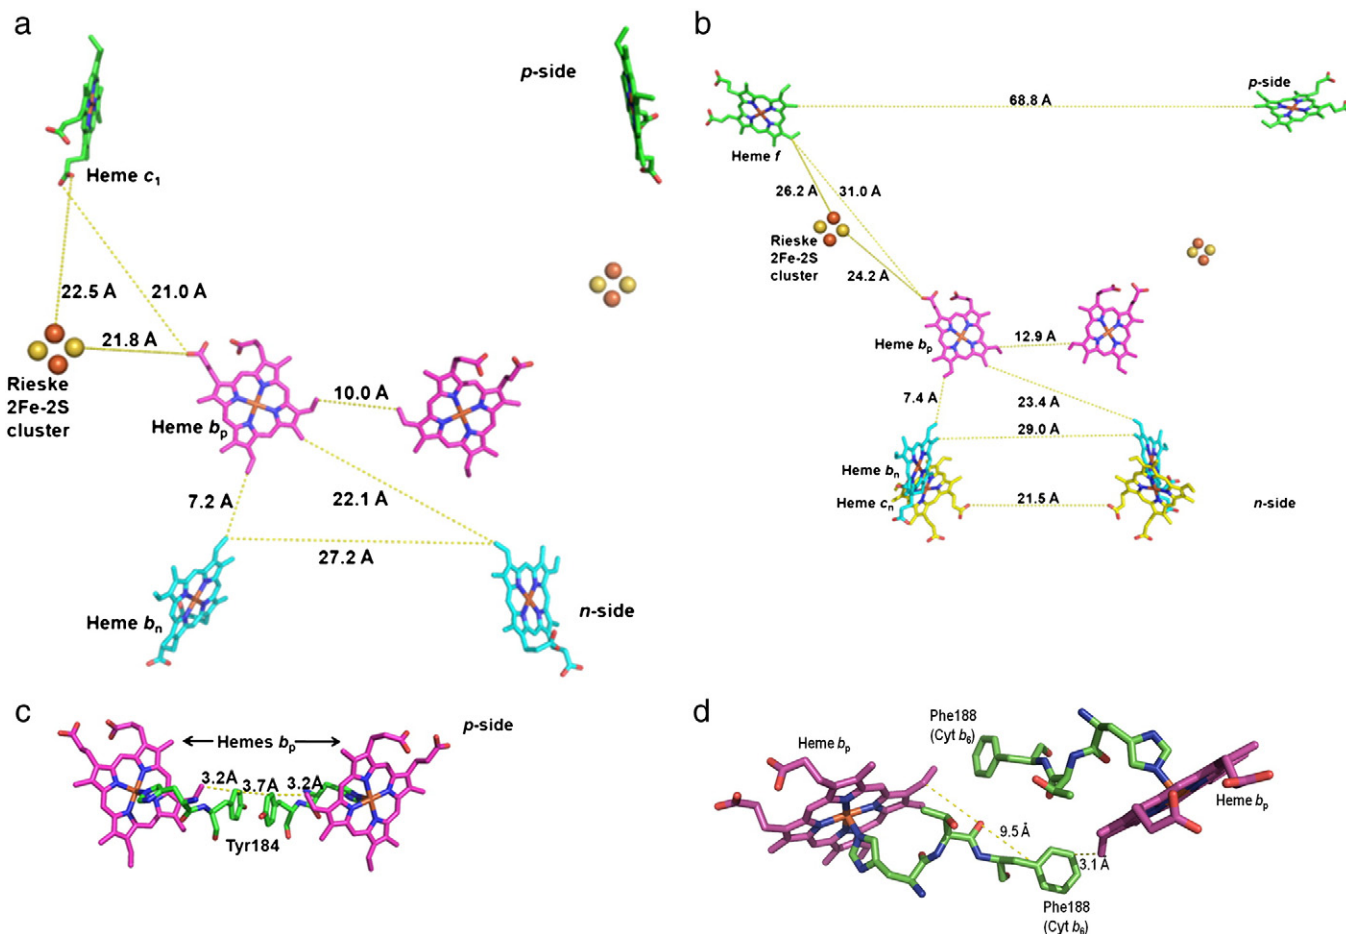 a
p-side
Heme c1
22.5 A
21.0 A
21.8 A
Rieske
2Fe-2S
cluster
Heme bp
10.0 A
7.2 A
22.1 A
27.2 A
Heme bn
n-side
b
p-side
68.8 A
Heme f
26.2 A
31.0 A
Rieske
2Fe-2S
cluster
24.2 A
Heme bp
12.9 A
7.4 A
23.4 A
29.0 A
Heme bn
Heme cn
21.5 A
n-side
c
p-side
Hemes bp
3.2Å
3.7Å
3.2Å
Tyr184
d
Phe188
(Cyt b6)
Heme bp
Heme bp
9.5 Å
3.1 Å
Phe188
(Cyt b6)